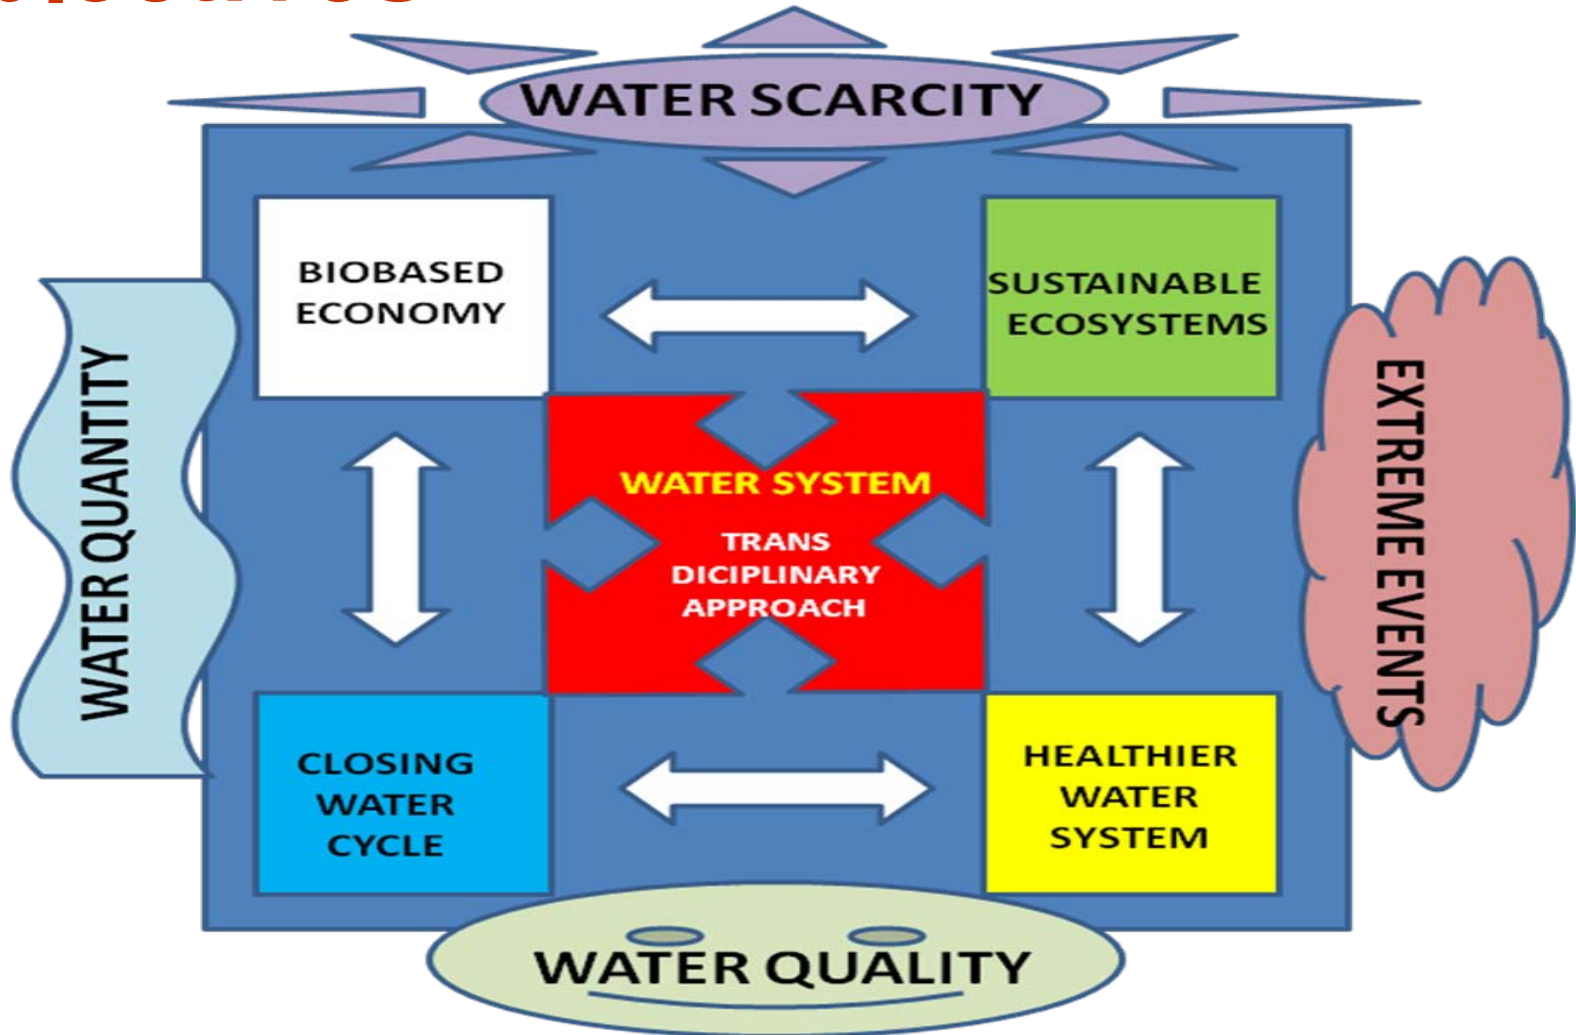 WATER SCARCITY
BIOBASED
ECONOMY
SUSTAINABLE
ECOSYSTEMS
WATER QUANTITY
EXTREME EVENTS
WATER SYSTEM
TRANS
DICIPLINARY
APPROACH
CLOSING
WATER
CYCLE
HEALTHIER
WATER
SYSTEM
WATER QUALITY